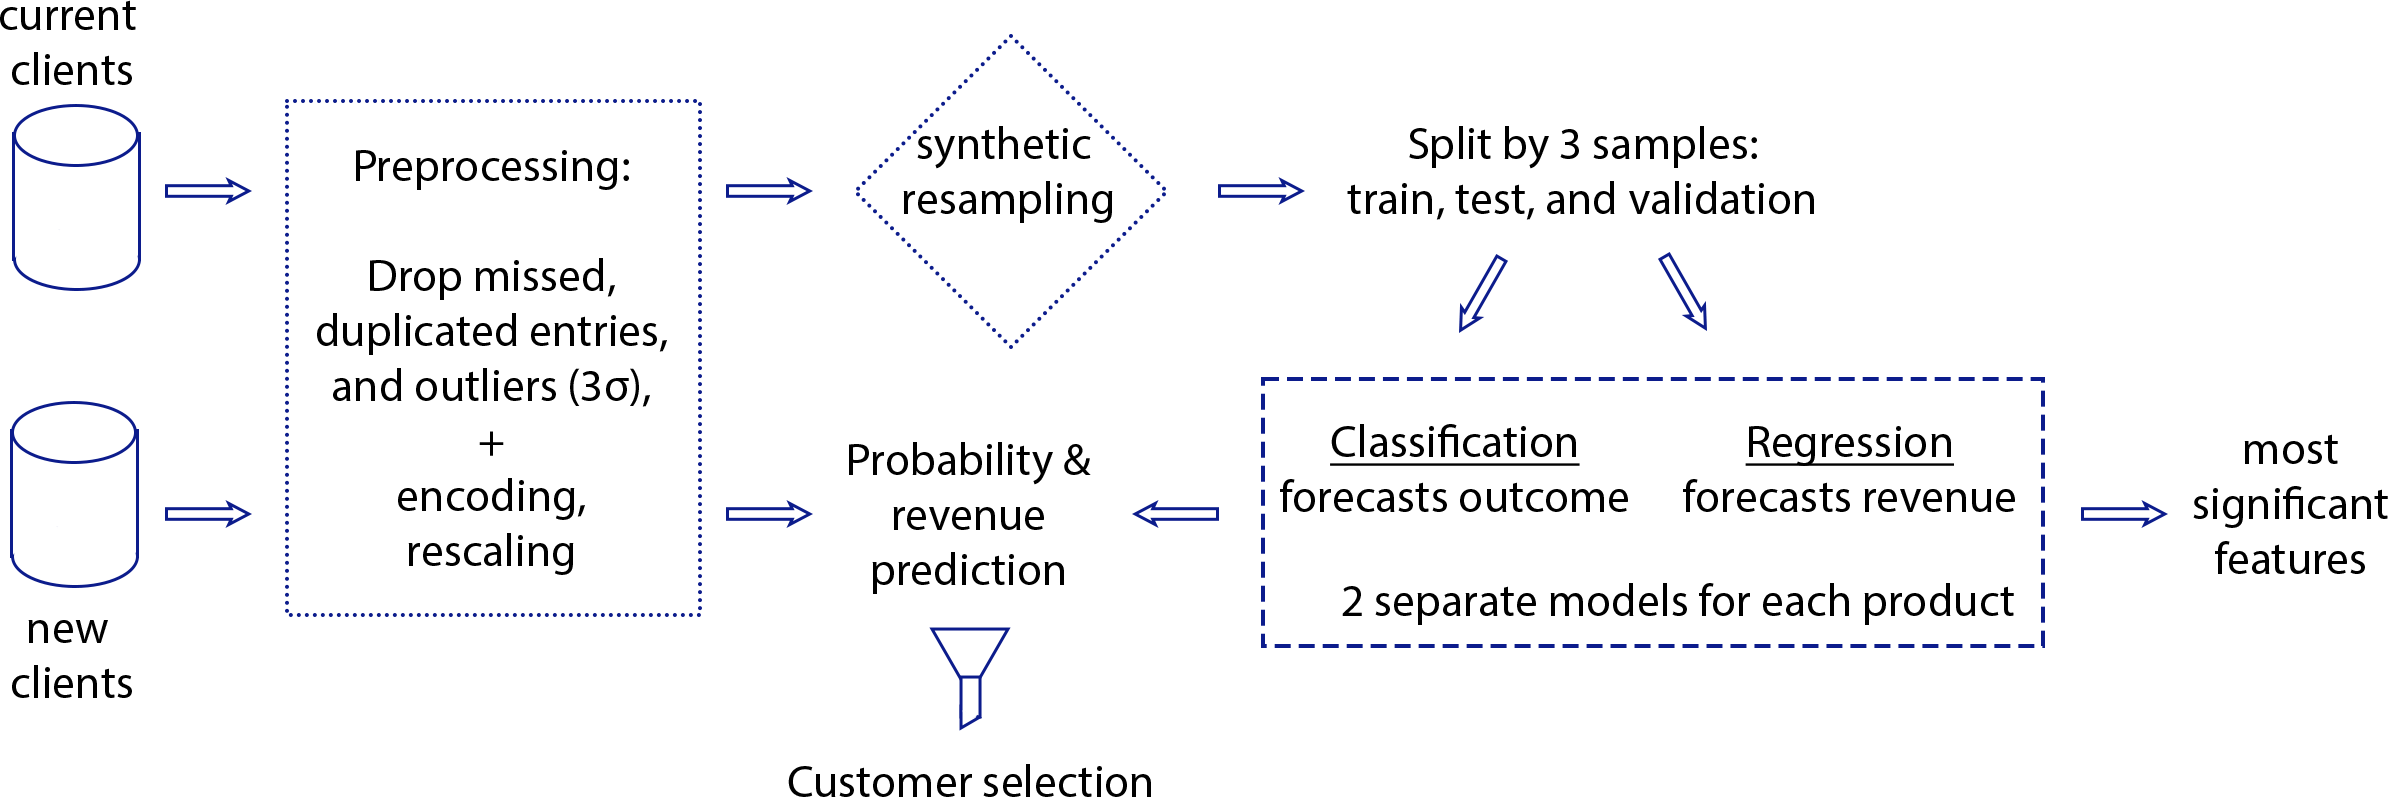 current
clients
Preprocessing:
Drop missed,
duplicated entries,
and outliers (3σ),
+
encoding,
rescaling
synthetic
resampling
Split by 3 samples:
train, test, and validation
Classification
forecasts outcome
Regression
forecasts revenue
2 separate models for each product
most
significant
features
Probability &
revenue
prediction
Customer selection
new
clients